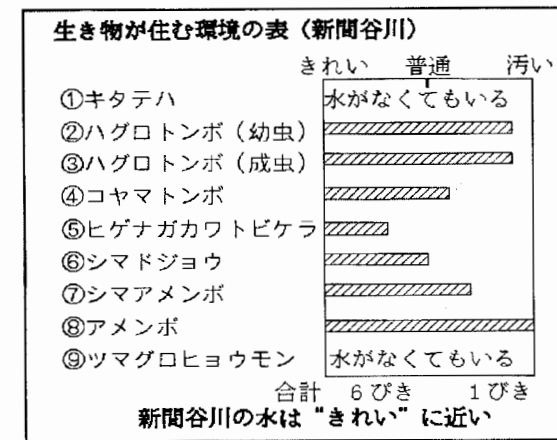 生き物が住む環境の表（新間谷川）
きれい 普通 汚い
①キタテハ 水がなくてもいる
②ハグロトンボ（幼虫）
③ハグロトンボ（成虫）
④コヤマトンボ
⑤ヒゲナガカワトビケラ
⑥シマドジョウ
⑦シマアメンボ
⑧アメンボ
⑨ツマグロヒョウモン 水がなくてもいる
合計 6ぴき 1びき
新間谷川の水は“きれい”に近い